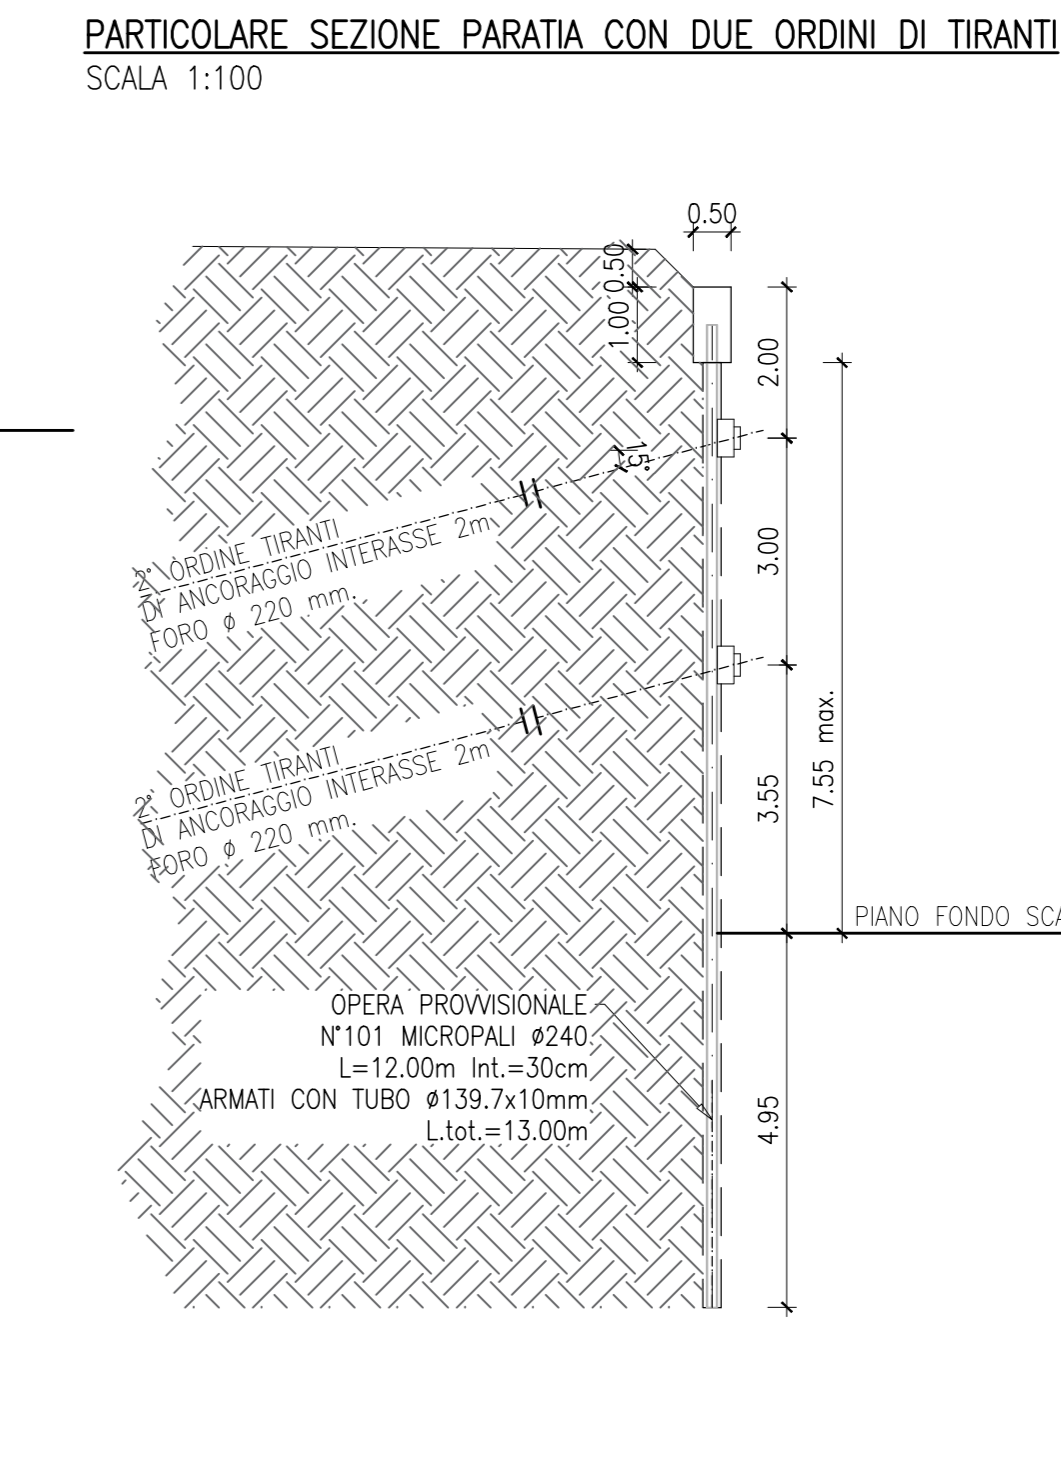 PARTICOLARE SEZIONE PARATIA CON DUE ORDINI DI TIRANTI
SCALA 1:100
0.50
0.50
1.00
2.00
15°
3.00
2° ORDINE TIRANTI
DI ANCORAGGIO INTERASSE 2m
FORO ø 220 mm.
7.55 max.
3.55
2° ORDINE TIRANTI
DI ANCORAGGIO INTERASSE 2m
FORO ø 220 mm.
PIANO FONDO
OPERA PROVVISIONALE
N°101 MICROPALI ø240
L=12.00m Int.=30cm
ARMATI CON TUBO ø139.7x10mm
L.tot.=13.00m
4.95